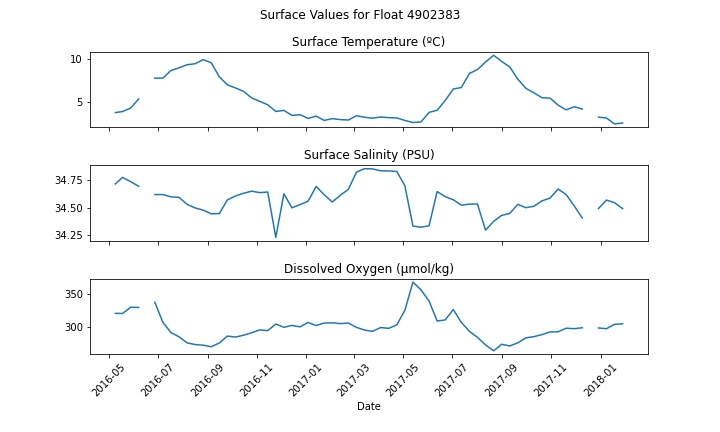 Surface Values for Float 4902383
Surface Temperature (ºC)
10
5
Surface Salinity (PSU)
34.75
34.50
34.25
Dissolved Oxygen (μmol/kg)
350
300
2016-05 2016-07 2016-09 2016-11 2017-01 2017-03 2017-05 2017-07 2017-09 2017-11 2018-01
Date